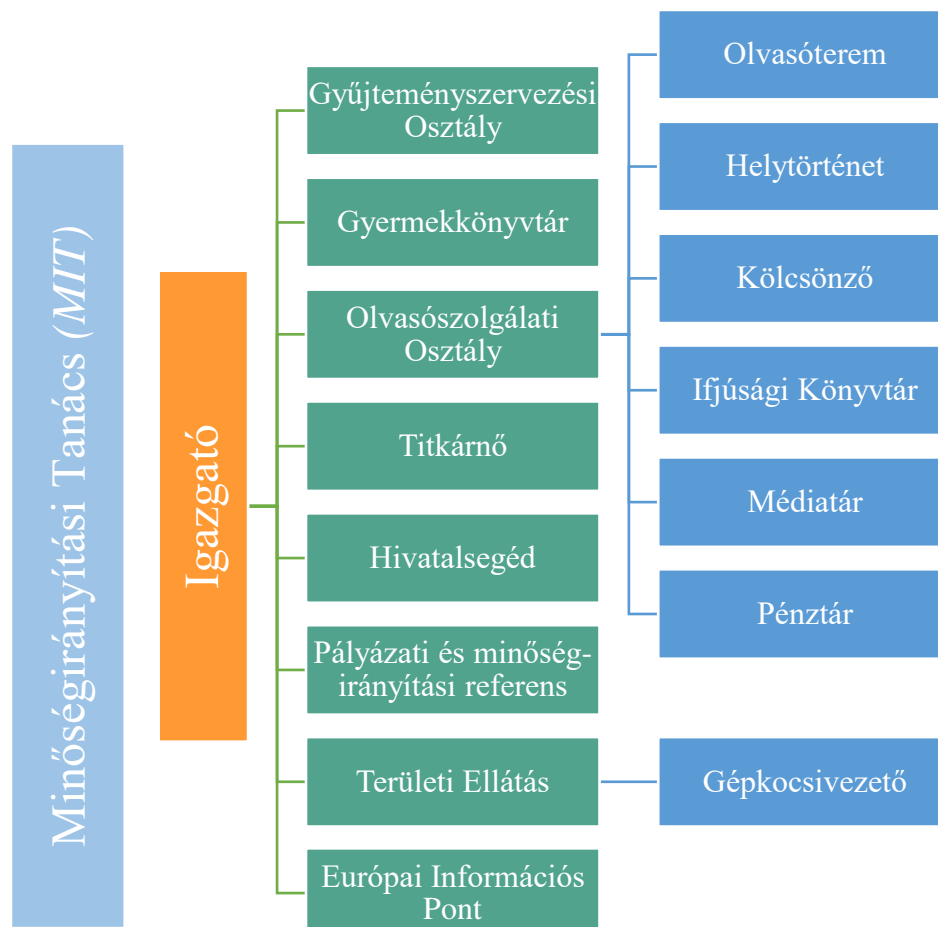 Minőségirányítási Tanács (MIT)
Igazgató
Gyűjteményszervezési
Osztály
Gyermekkönyvtár
Olvasószolgálati
Osztály
Titkárnő
Hivatalsegéd
Pályázati és minőség-
irányítási referens
Területi Ellátás
Európai Információs
Pont
Olvasóterem
Helytörténet
Kölcsönző
Ifjúsági Könyvtár
Médiatár
Pénztár
Gépkocsivezető